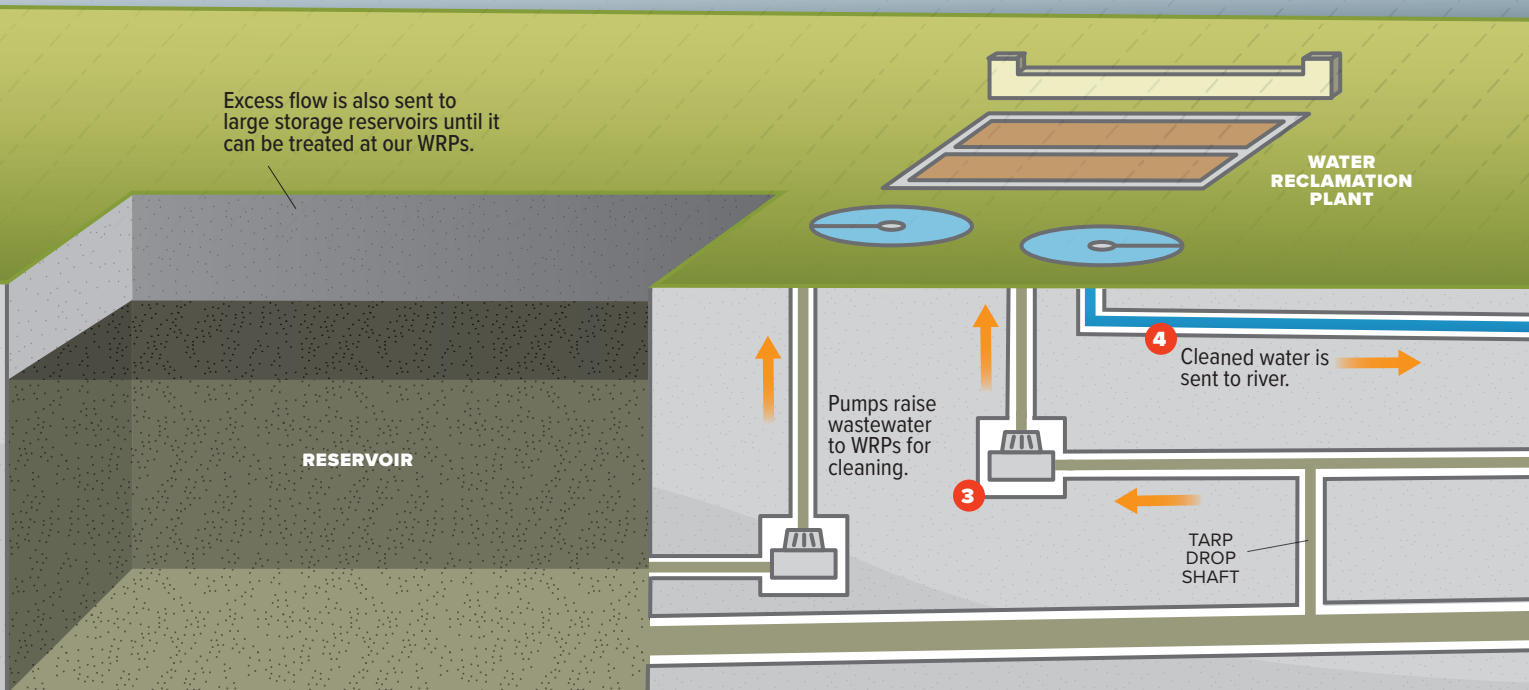 Excess flow is also sent to
large storage reservoirs until it
can be treated at our WRPs.
WATER
RECLAMATION
PLANT
RESERVOIR
Pumps raise
wastewater
to WRPs for
cleaning.
3
4
Cleaned water is
sent to river.
TARP
DROP
SHAFT